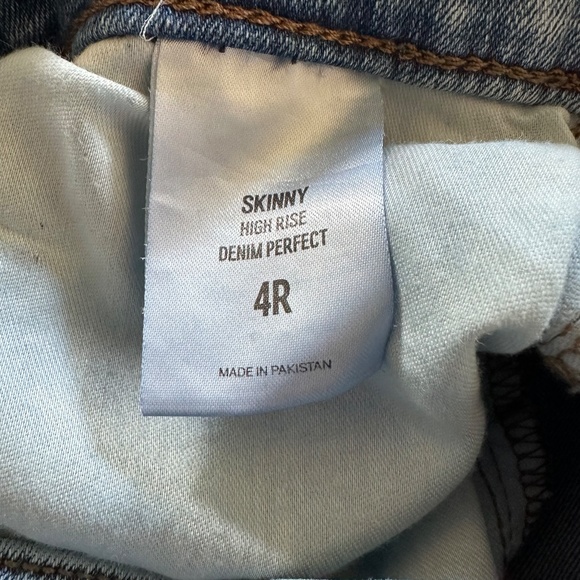 SKINNY
HIGH RISE
DENIM PERFECT
4R
MADE IN PAKISTAN